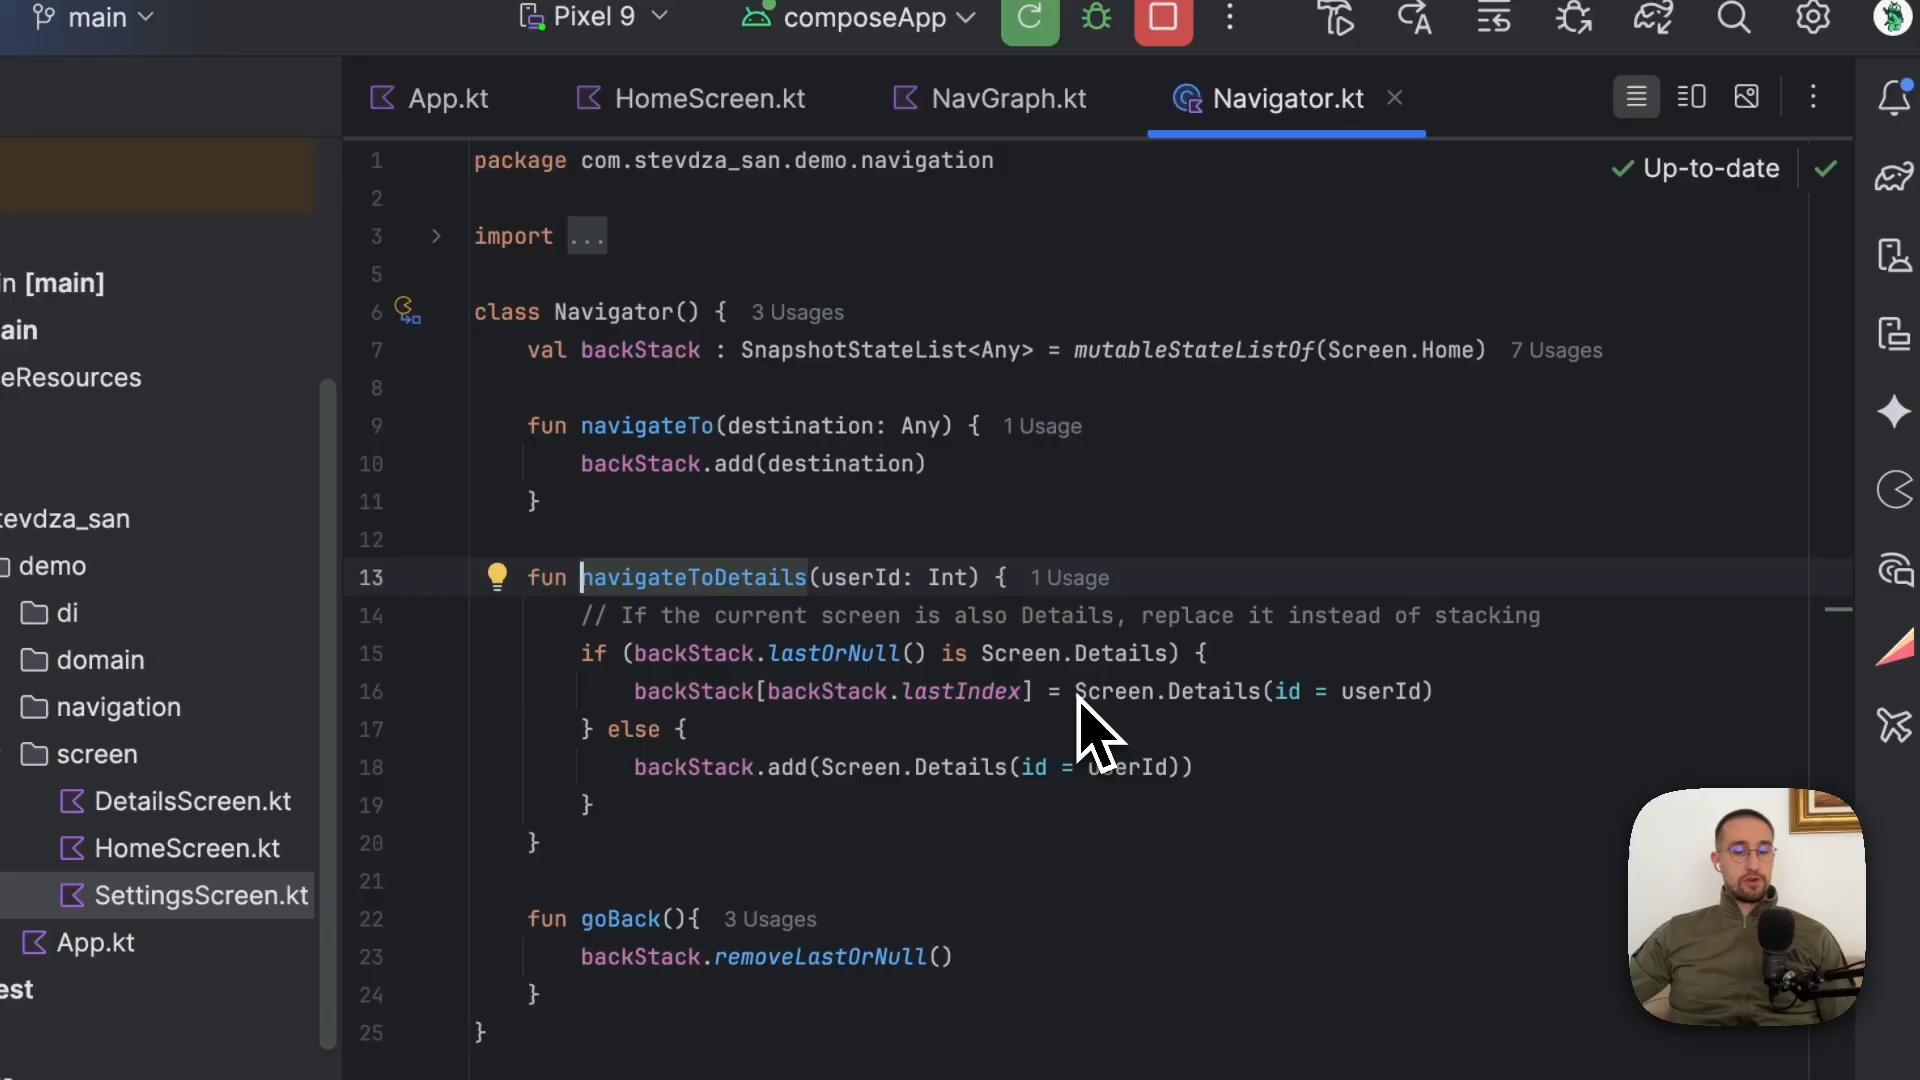 main
Pixel 9
composeApp
App.kt
HomeScreen.kt
NavGraph.kt
Navigator.kt
1 package com.stevdza_san.demo.navigation
Up-to-date
2
3 import ...
5
6 class Navigator() { 3 Usages
7 val backStack : SnapshotStateList<Any> = mutableStateListOf(Screen.Home) 7 Usages
8
9 fun navigateTo(destination: Any) { 1 Usage
10 backStack.add(destination)
11 }
12
13 fun navigateToDetails(userId: Int) { 1 Usage
14 // If the current screen is also Details, replace it instead of stacking
15 if (backStack.lastOrNull() is Screen.Details) {
16 backStack[backStack.lastIndex] = Screen.Details(id = userId)
17 } else {
18 backStack.add(Screen.Details(id = userId))
19 }
20 }
21
22 fun goBack(){ 3 Usages
23 backStack.removeLastOrNull()
24 }
25 }
in [main]
ain
eResources
tevdza_san
demo
di
domain
navigation
screen
DetailsScreen.kt
HomeScreen.kt
SettingsScreen.kt
App.kt
est